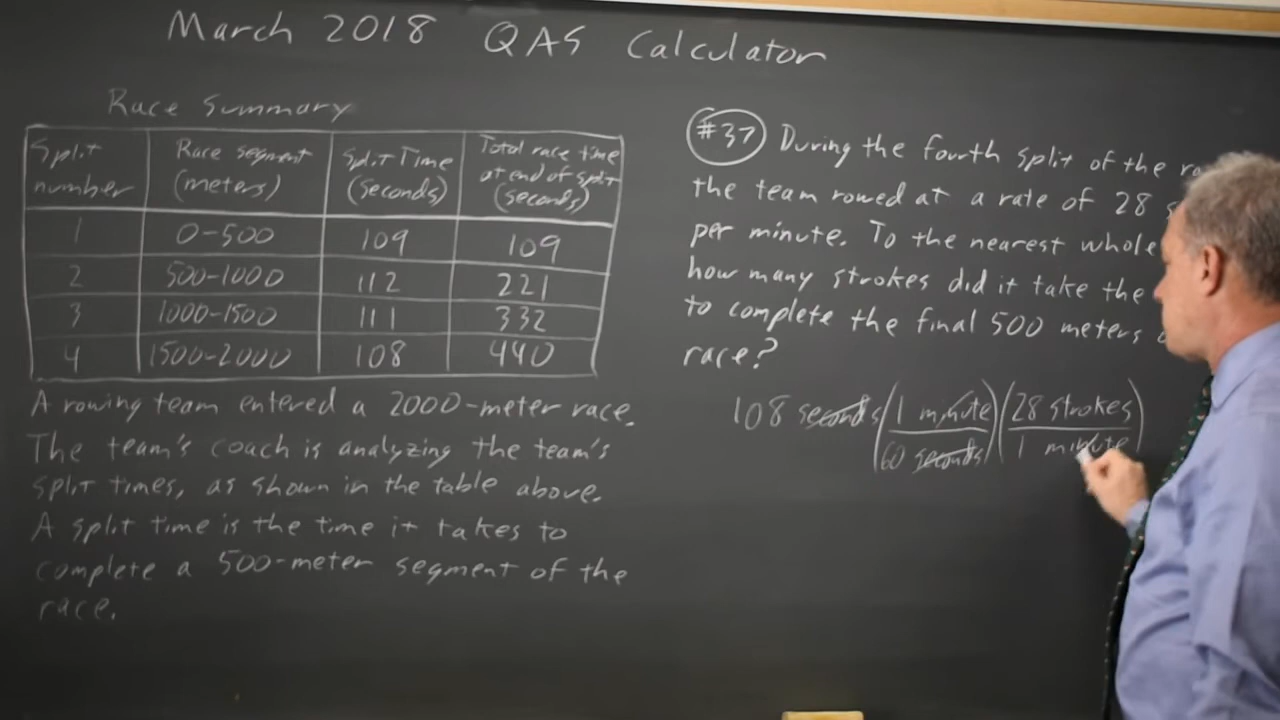 March 2018 QAS Calculator
Race Summary
Split number | Race segment (meters) | Split Time (seconds) | Total race time at end of split (seconds)
1 | 0-500 | 109 | 109
2 | 500-1000 | 112 | 221
3 | 1000-1500 | 111 | 332
4 | 1500-2000 | 108 | 440
A rowing team entered a 2000-meter race.
The team's coach is analyzing the team's
split times, as shown in the table above.
A split time is the time it takes to
complete a 500-meter segment of the
race.
#37 During the fourth split of the
the team rowed at a rate of 28
per minute. To the nearest whole
how many strokes did it take the
to complete the final 500 meters
race?
108 seconds (1 minute / 60 seconds) (28 strokes / 1 minute)